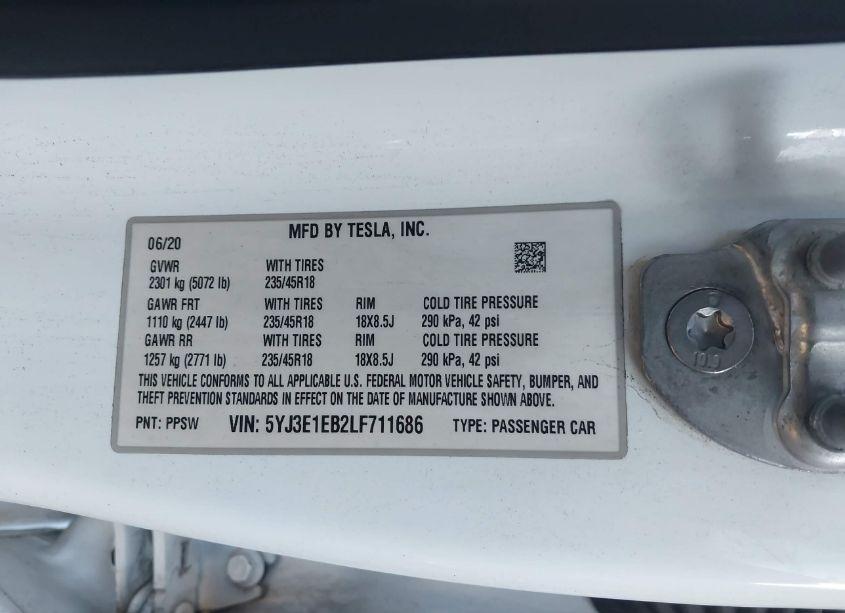 MFD BY TESLA, INC.
06/20
GVWR WITH TIRES
2301 kg (5072 lb) 235/45R18
GAWR FRT WITH TIRES RIM COLD TIRE PRESSURE
1110 kg (2447 lb) 235/45R18 18X8.5J 290 kPa, 42 psi
GAWR RR WITH TIRES RIM COLD TIRE PRESSURE
1257 kg (2771 lb) 235/45R18 18X8.5J 290 kPa, 42 psi
THIS VEHICLE CONFORMS TO ALL APPLICABLE U.S. FEDERAL MOTOR VEHICLE SAFETY, BUMPER, AND
THEFT PREVENTION STANDARDS IN EFFECT ON THE DATE OF MANUFACTURE SHOWN ABOVE.
PNT: PPSW VIN: 5YJ3E1EB2LF711686 TYPE: PASSENGER CAR